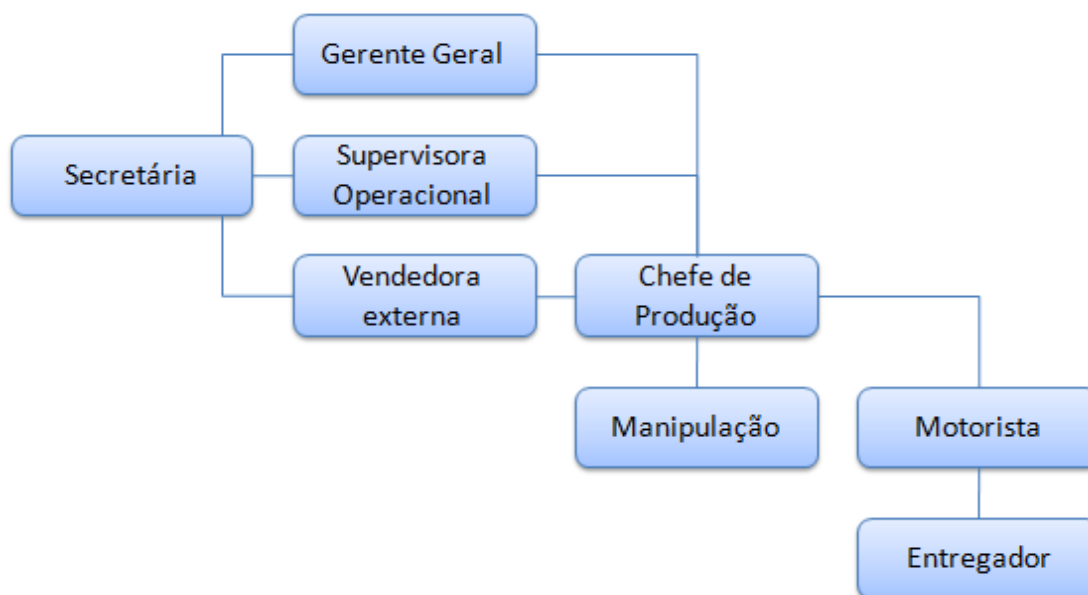 Gerente Geral
Secretária
Supervisora
Operacional
Vendedora
externa
Chefe de
Produção
Manipulação
Motorista
Entregador